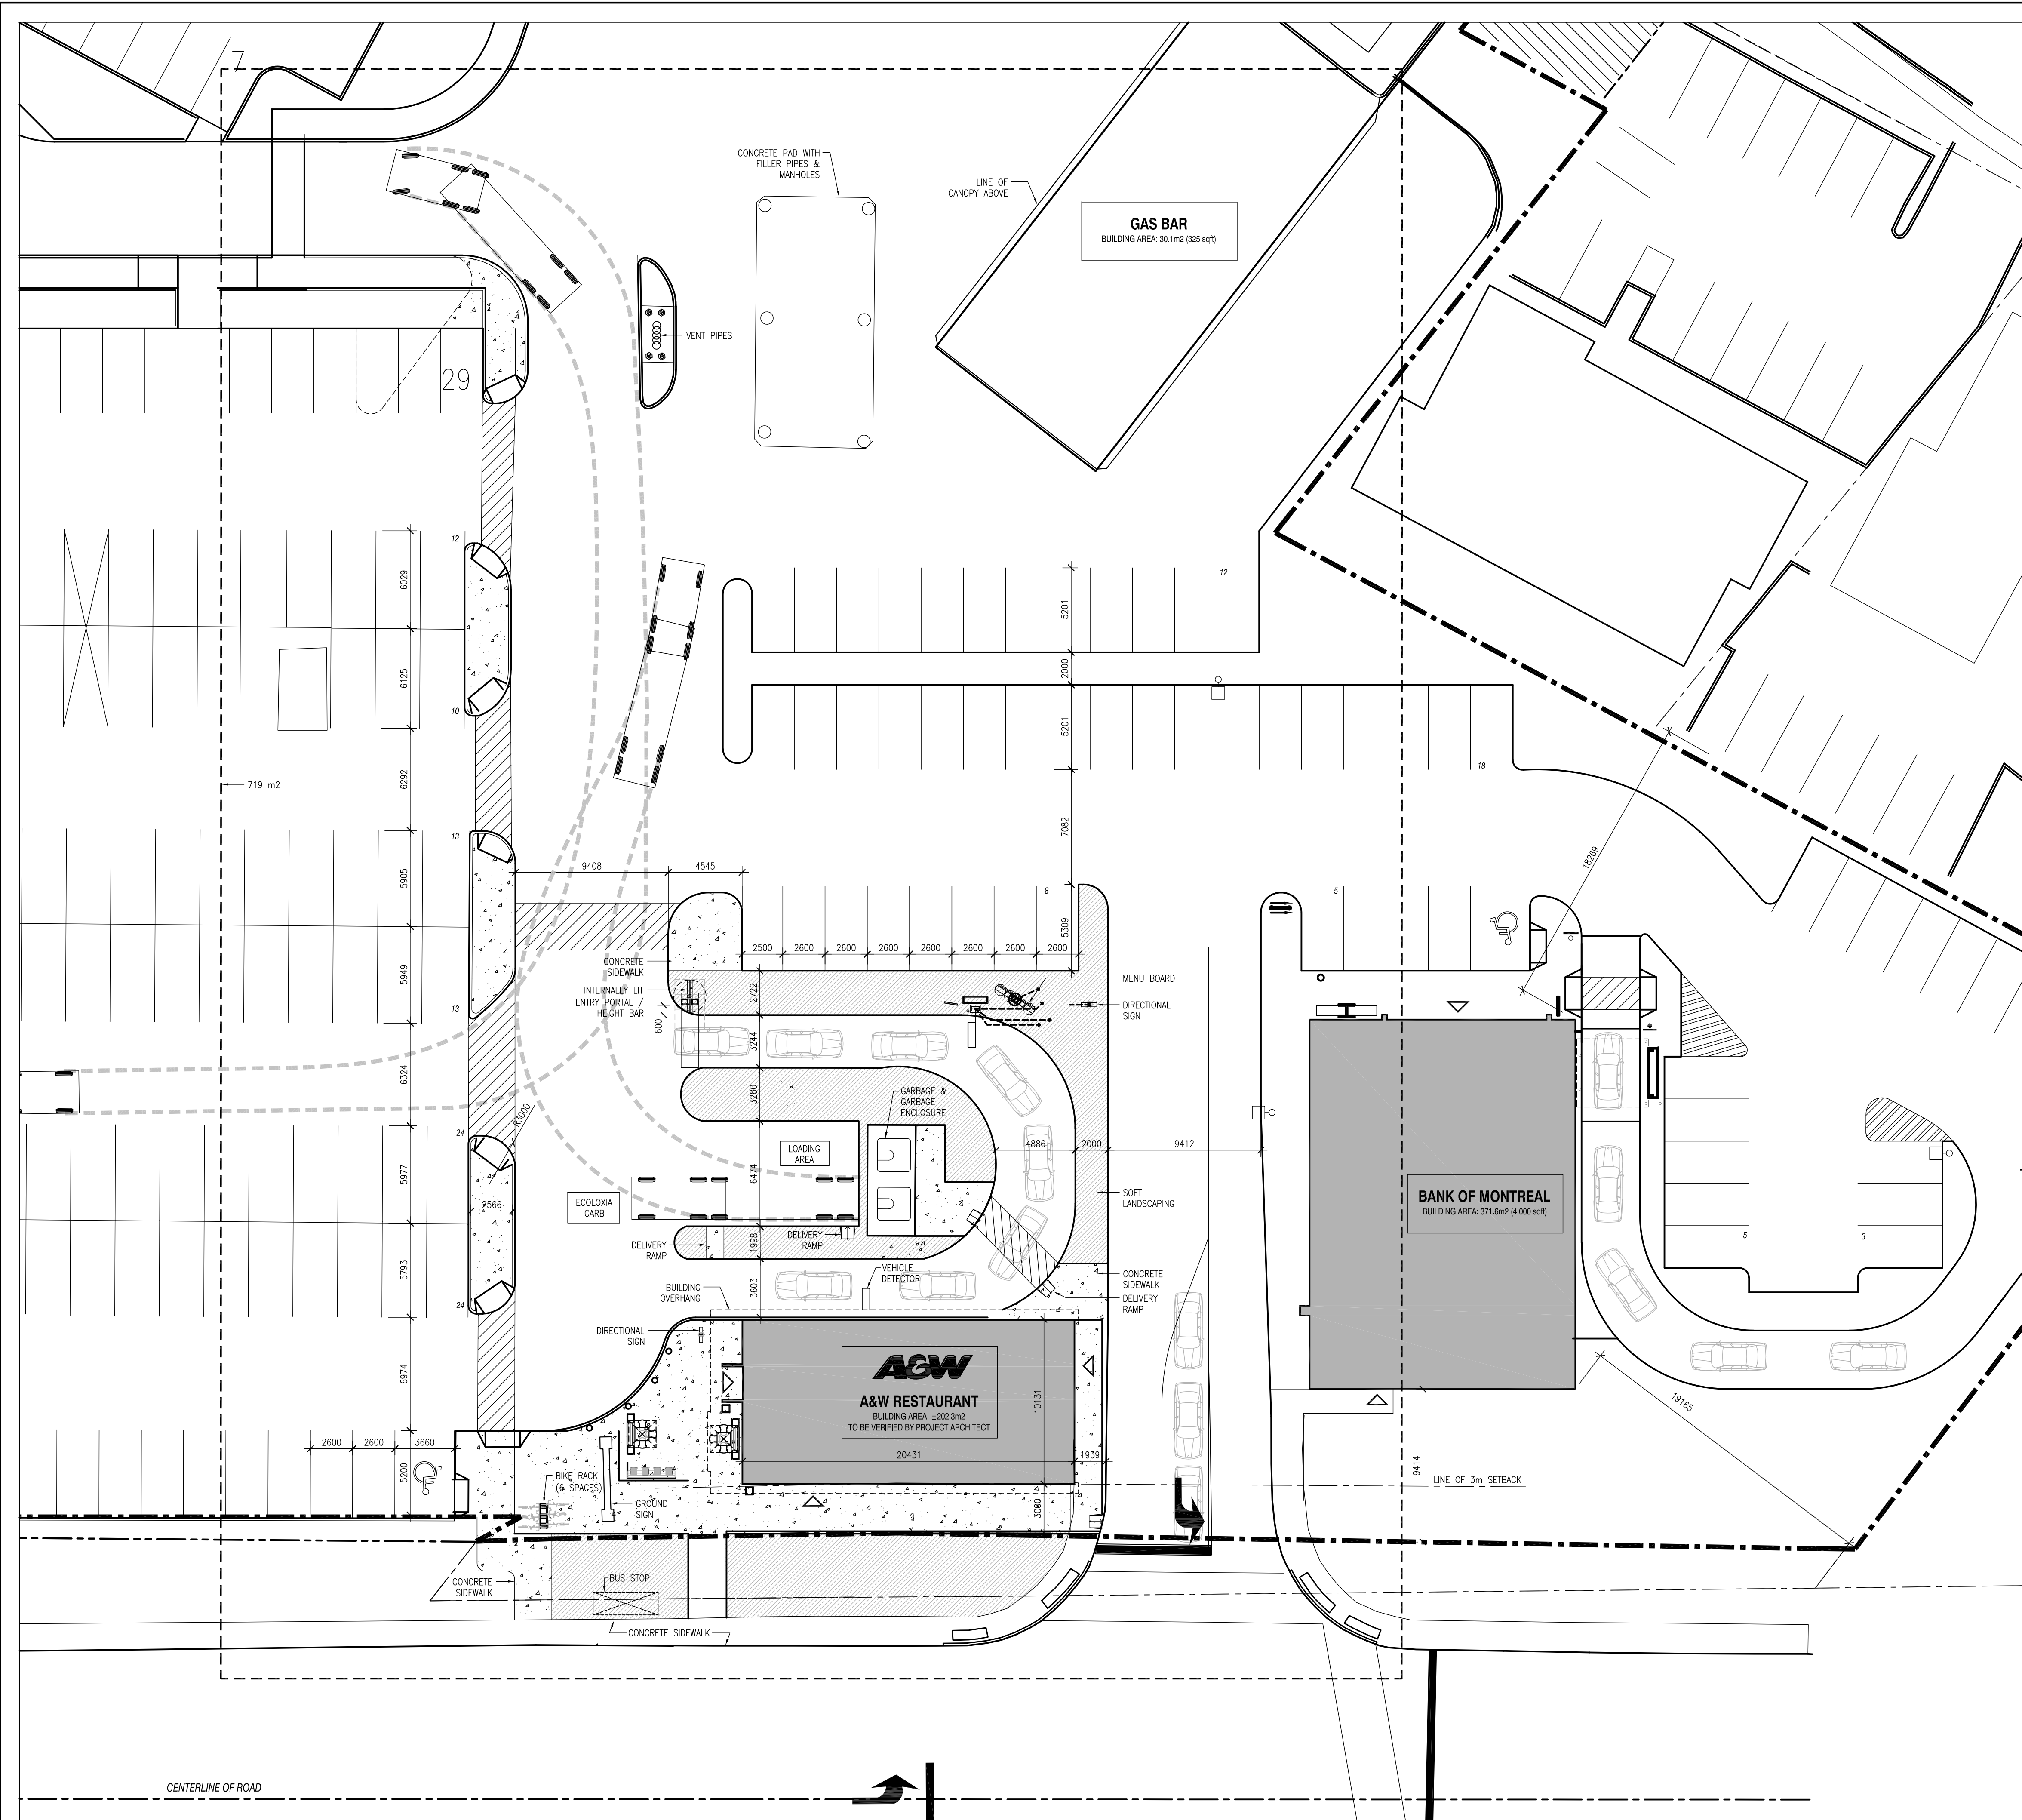 CONCRETE PAD WITH
FILLER PIPES &
MANHOLES
LINE OF
CANOPY ABOVE
GAS BAR
BUILDING AREA: 30.1m2 (325 sqft)
VENT PIPES
7
29
12
6029
6125
10
6292
719 m2
13
5905
5949
13
6324
24
R3000
5977
2566
5793
24
6974
2600
2600
3660
5200
12
5201
2000
5201
18
7082
18269
9408
4545
8
5309
5
2500
2600
2600
2600
2600
2600
2600
2600
CONCRETE
SIDEWALK
INTERNALLY LIT
ENTRY PORTAL /
HEIGHT BAR
600
2722
3244
3280
6474
1998
3603
MENU BOARD
DIRECTIONAL
SIGN
GARBAGE &
GARBAGE
ENCLOSURE
LOADING
AREA
4886
2000
9412
ECOLOXIA
GARB
SOFT
LANDSCAPING
DELIVERY
RAMP
DELIVERY
RAMP
VEHICLE
DETECTOR
BUILDING
OVERHANG
CONCRETE
SIDEWALK
DELIVERY
RAMP
DIRECTIONAL
SIGN
BANK OF MONTREAL
BUILDING AREA: 371.6m2 (4,000 sqft)
5
3
A&W
A&W RESTAURANT
BUILDING AREA: ±202.3m2
TO BE VERIFIED BY PROJECT ARCHITECT
10131
20431
1939
3000
19165
9414
LINE OF 3m SETBACK
BIKE RACK
(6 SPACES)
GROUND
SIGN
CONCRETE
SIDEWALK
BUS STOP
CONCRETE SIDEWALK
CENTERLINE OF ROAD